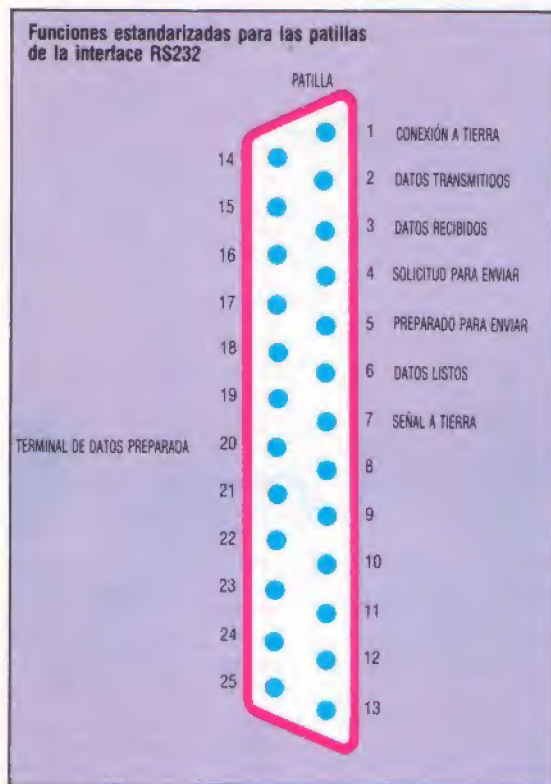 Funciones estandarizadas para las patillas
de la interface RS232
PATILLA
1 CONEXIÓN A TIERRA
14
2 DATOS TRANSMITIDOS
15
3 DATOS RECIBIDOS
16
4 SOLICITUD PARA ENVIAR
17
5 PREPARADO PARA ENVIAR
18
6 DATOS LISTOS
19
7 SEÑAL A TIERRA
TERMINAL DE DATOS PREPARADA 20
8
21
9
22
10
23
11
24
12
25
13